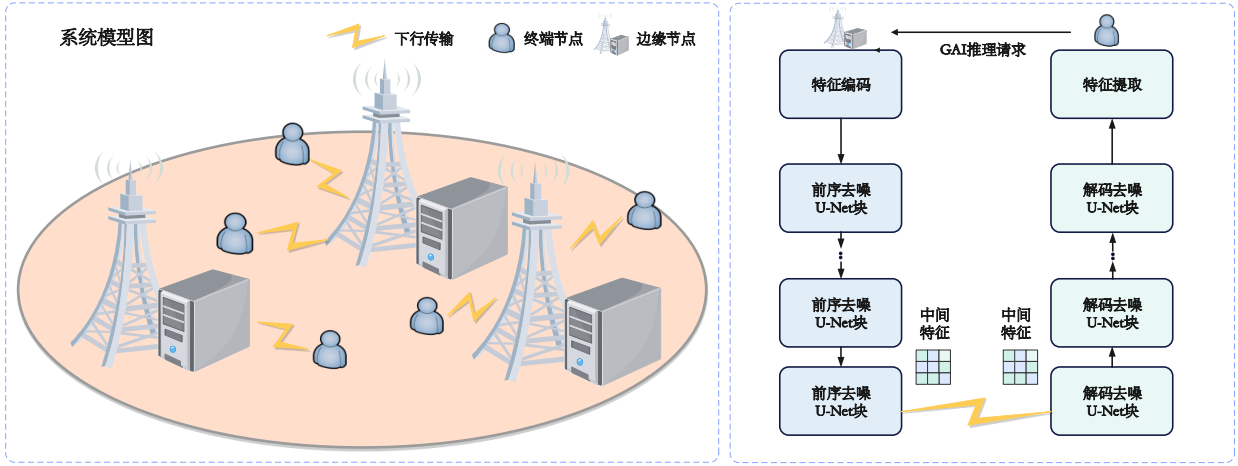 系统模型图
下行传输
终端节点
边缘节点
GAI推理请求
特征编码
前序去噪
U-Net块
前序去噪
U-Net块
前序去噪
U-Net块
中间
特征
中间
特征
特征提取
解码去噪
U-Net块
解码去噪
U-Net块
解码去噪
U-Net块